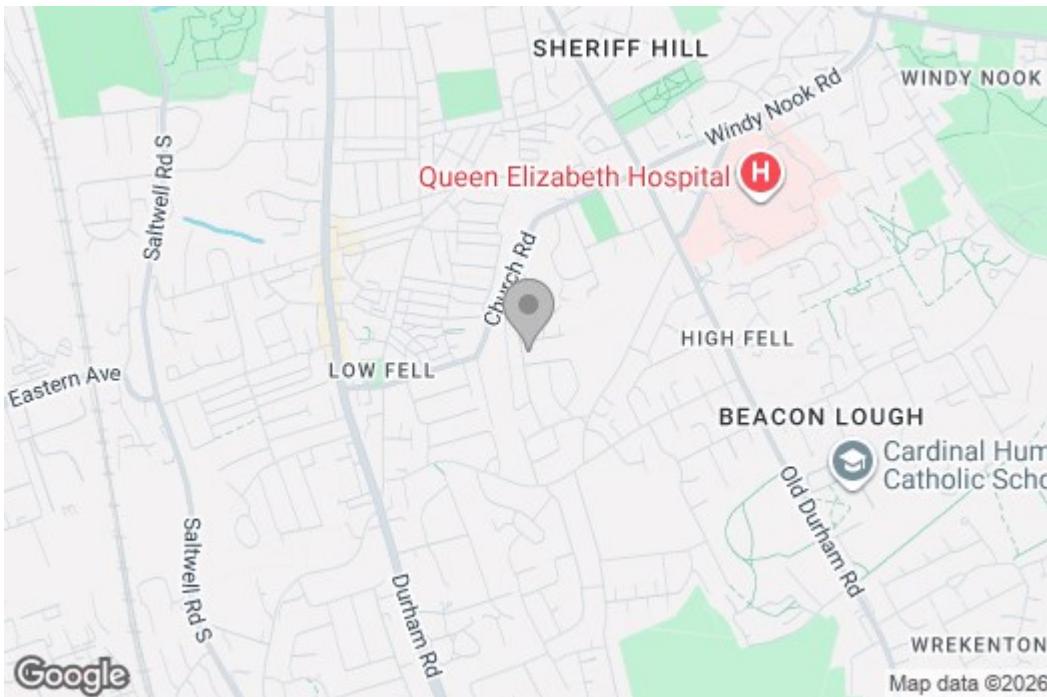 SHERIFF HILL
WINDY NOOK
Windy Nook Rd
Queen Elizabeth Hospital
H
Saltwell Rd S
Church Rd
HIGH FELL
LOW FELL
Eastern Ave
BEACON LOUGH
Cardinal Hum
Catholic Scho
Old Durham Rd
Saltwell Rd S
Durham Rd
WREKENTON
Google
Map data ©2026